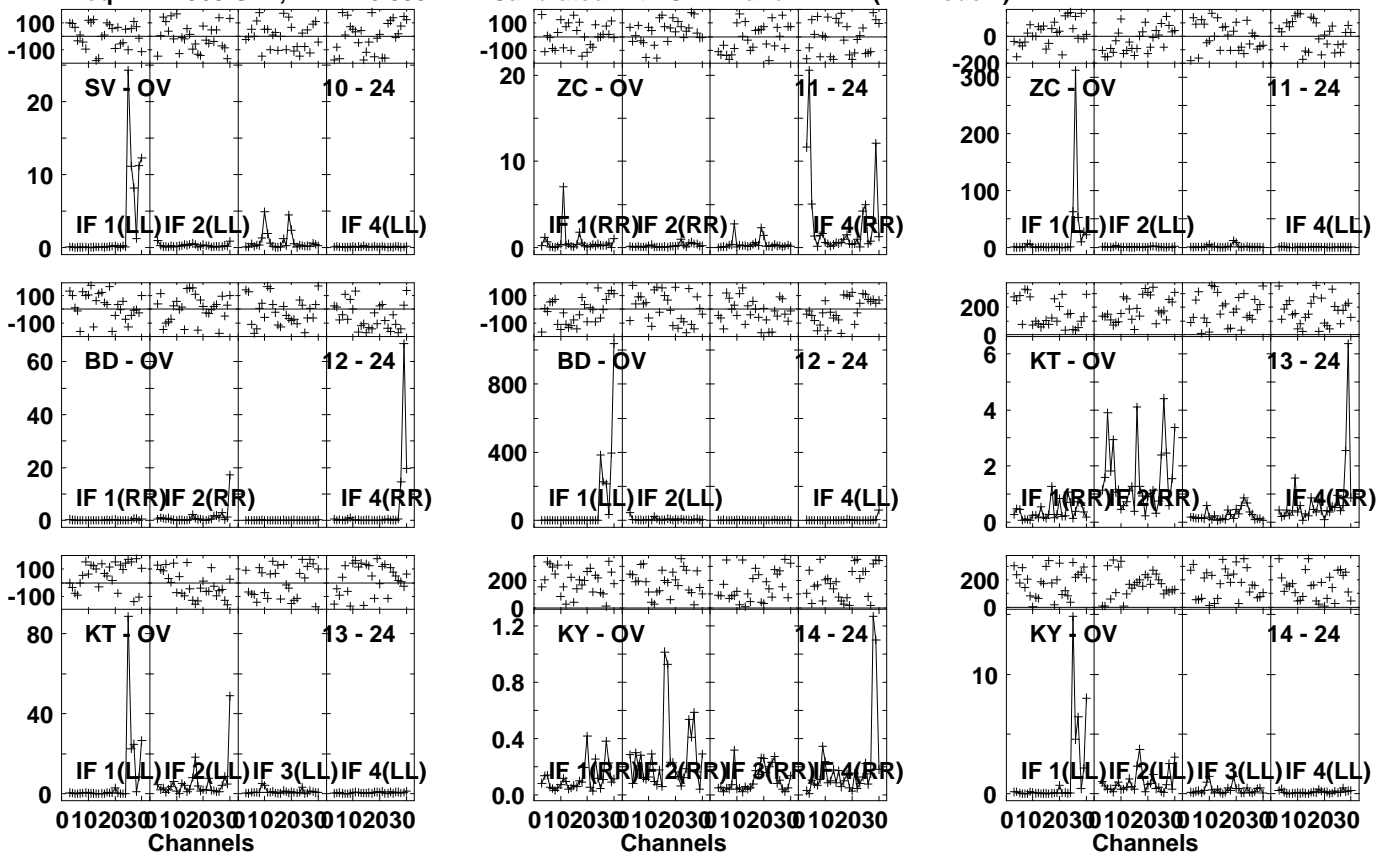 100
-100
SV - OV
10 - 24
20
10
0
IF 1(LL)
IF 2(LL)
IF 4(LL)
100
0
-100
ZC - OV
11 - 24
20
10
0
IF 1(RR)
IF 2(RR)
IF 4(RR)
0
-200
300
ZC - OV
11 - 24
200
100
0
IF 1(LL)
IF 2(LL)
IF 4(LL)
100
-100
BD - OV
12 - 24
60
40
20
0
IF 1(RR)
IF 2(RR)
IF 4(RR)
100
-100
BD - OV
12 - 24
800
400
0
IF 1(LL)
IF 2(LL)
IF 4(LL)
200
0
KT - OV
13 - 24
6
4
2
0
IF 1(RR)
IF 2(RR)
IF 4(RR)
100
-100
KT - OV
13 - 24
80
40
0
IF 1(LL)
IF 2(LL)
IF 3(LL)
IF 4(LL)
0102030 0102030
Channels
200
0
KY - OV
14 - 24
1.2
0.8
0.4
0.0
IF 1(RR)
IF 2(RR)
IF 3(RR)
IF 4(RR)
0102030 0102030
Channels
200
0
KY - OV
14 - 24
10
0
IF 1(LL)
IF 2(LL)
IF 3(LL)
IF 4(LL)
0102030 0102030
Channels